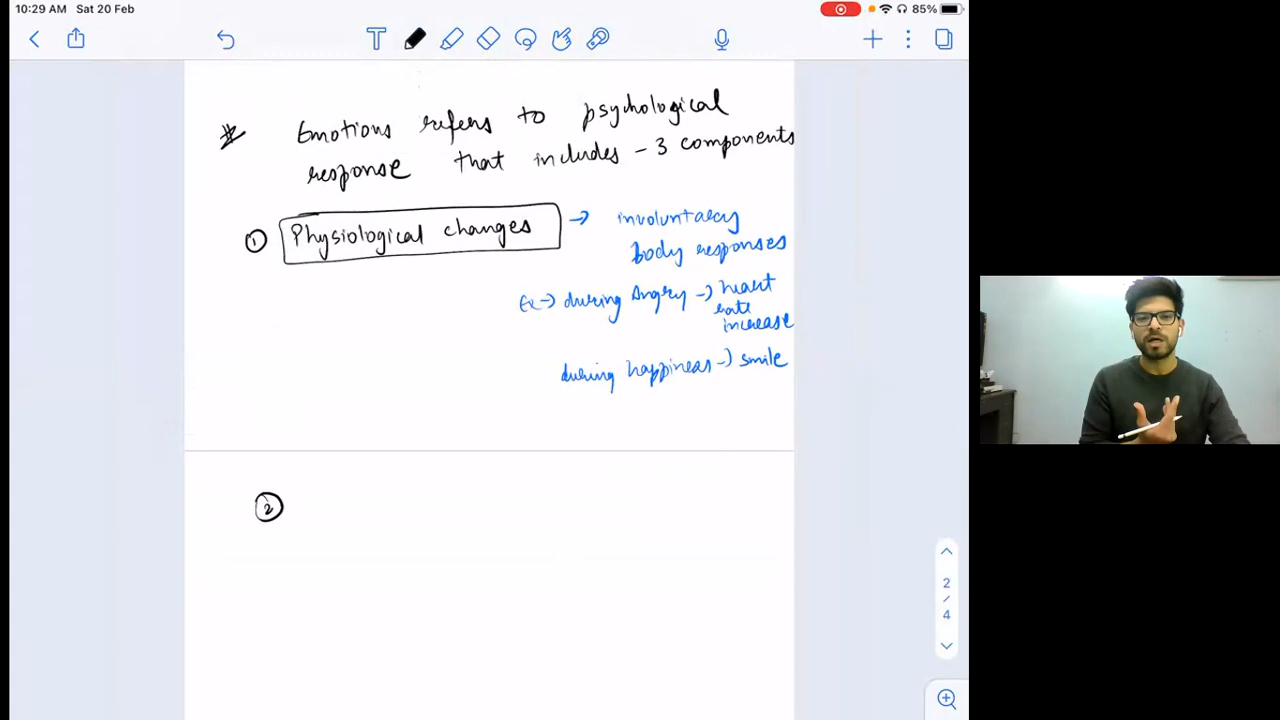 10:29 AM Sat 20 Feb
85%
T
* Emotions refers to psychological
response that includes - 3 components
① Physiological changes → involuntary
body responses
Ex → during Angry → heart
rate
increase
during happiness → smile
②
2
/
4